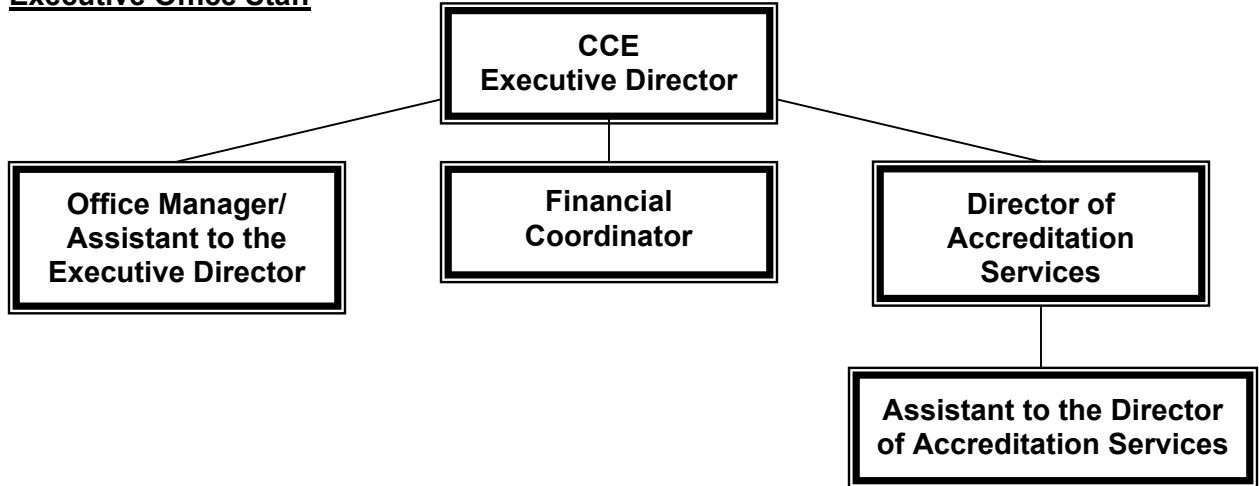 Executive Office Staff
CCE
Executive Director
Office Manager/
Assistant to the
Executive Director
Financial
Coordinator
Director of
Accreditation
Services
Assistant to the Director
of Accreditation Services